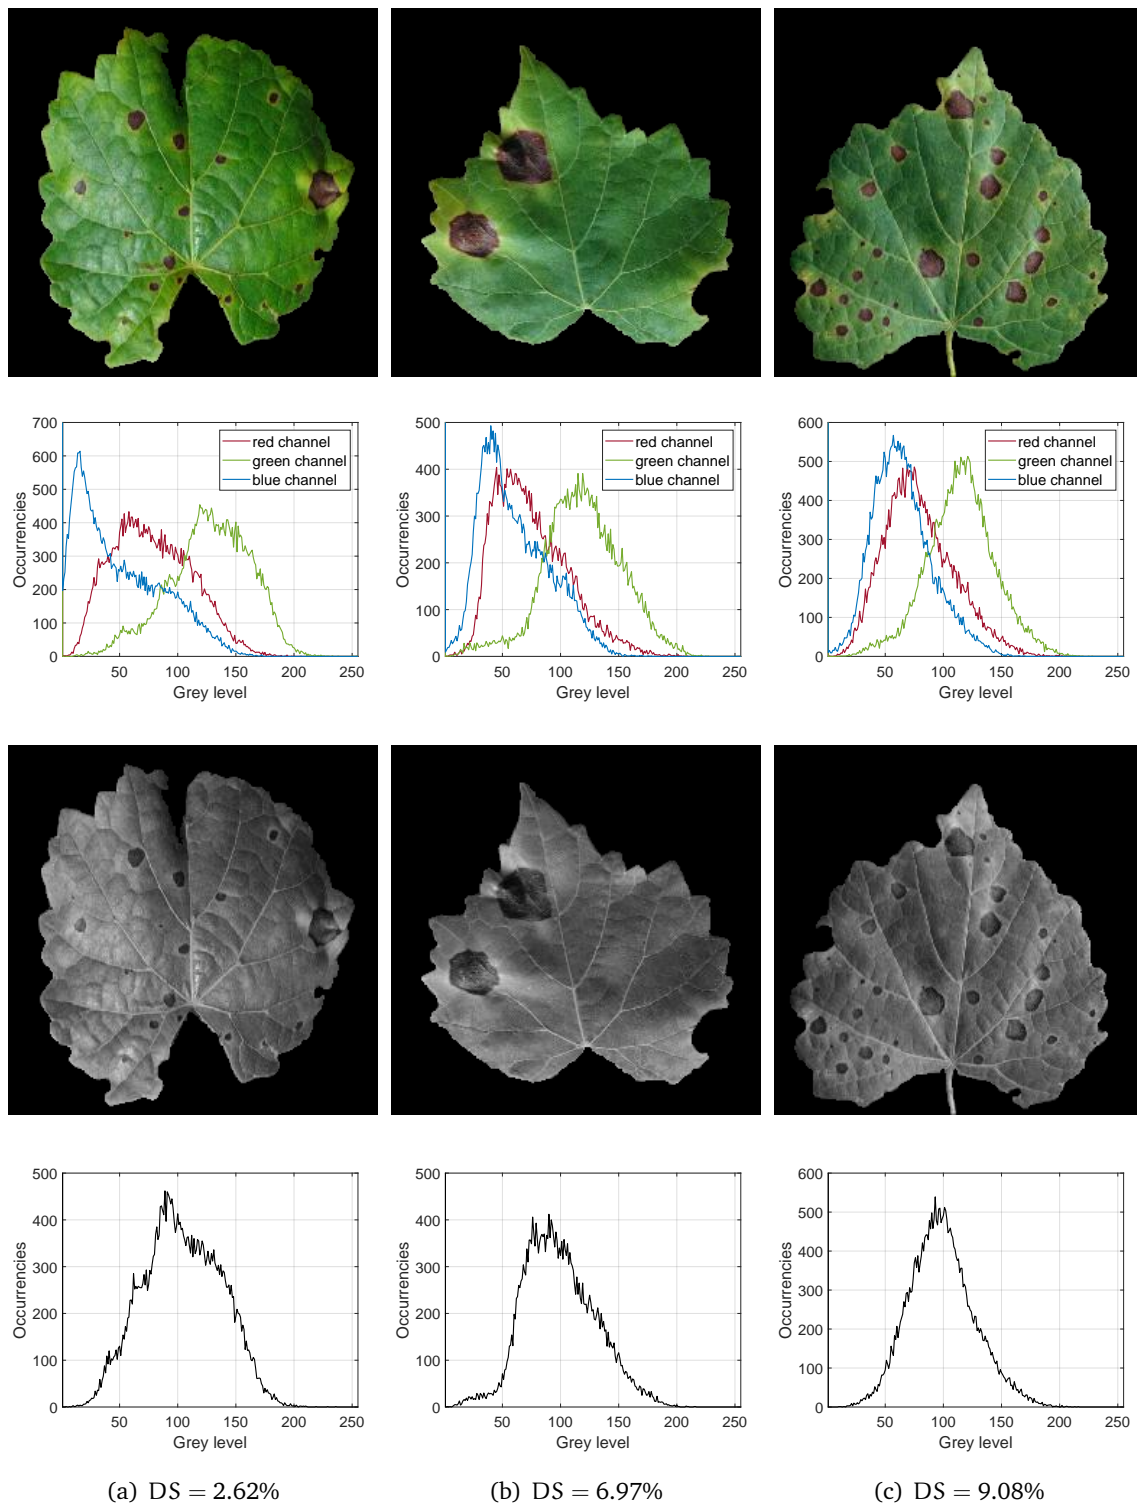 700
600
500
400
300
200
100
0
50 100 150 200 250
Occurrencies
Grey level
red channel
green channel
blue channel
500
400
300
200
100
0
50 100 150 200 250
Occurrencies
Grey level
red channel
green channel
blue channel
600
500
400
300
200
100
0
50 100 150 200 250
Occurrencies
Grey level
red channel
green channel
blue channel
500
400
300
200
100
0
50 100 150 200 250
Occurrencies
Grey level
500
400
300
200
100
0
50 100 150 200 250
Occurrencies
Grey level
600
500
400
300
200
100
0
50 100 150 200 250
Occurrencies
Grey level
(a) DS = 2.62%
(b) DS = 6.97%
(c) DS = 9.08%